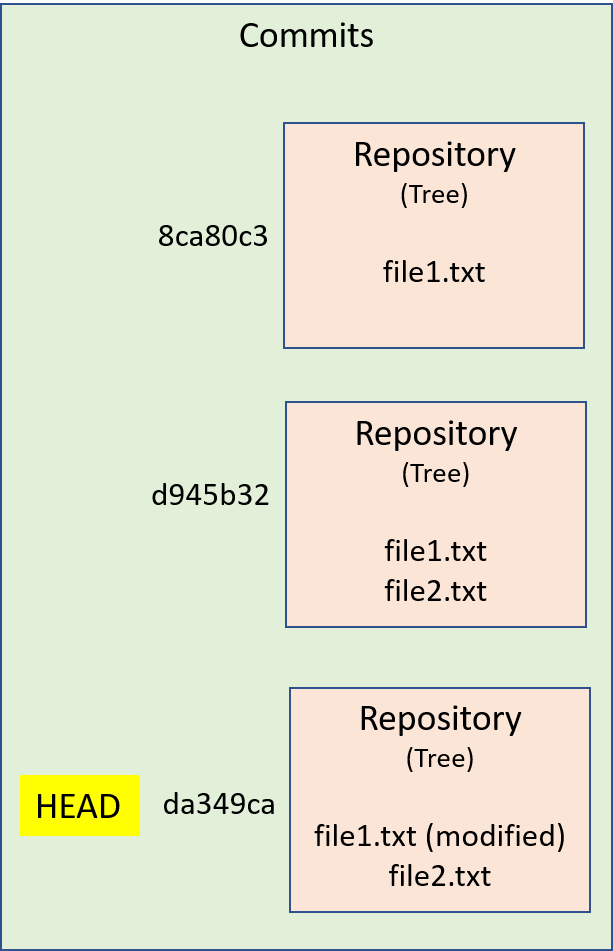 Commits
Repository
(Tree)
8ca80c3
file1.txt
Repository
(Tree)
d945b32
file1.txt
file2.txt
Repository
(Tree)
HEAD da349ca
file1.txt (modified)
file2.txt